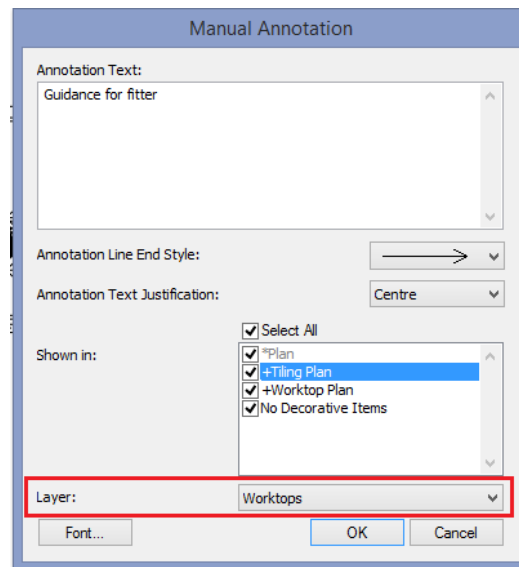 Manual Annotation
Annotation Text:
Guidance for fitter
Annotation Line End Style:
Annotation Text Justification: Centre
Select All
Shown in:
*Plan
+Tiling Plan
+Worktop Plan
No Decorative Items
Layer: Worktops
Font... OK Cancel